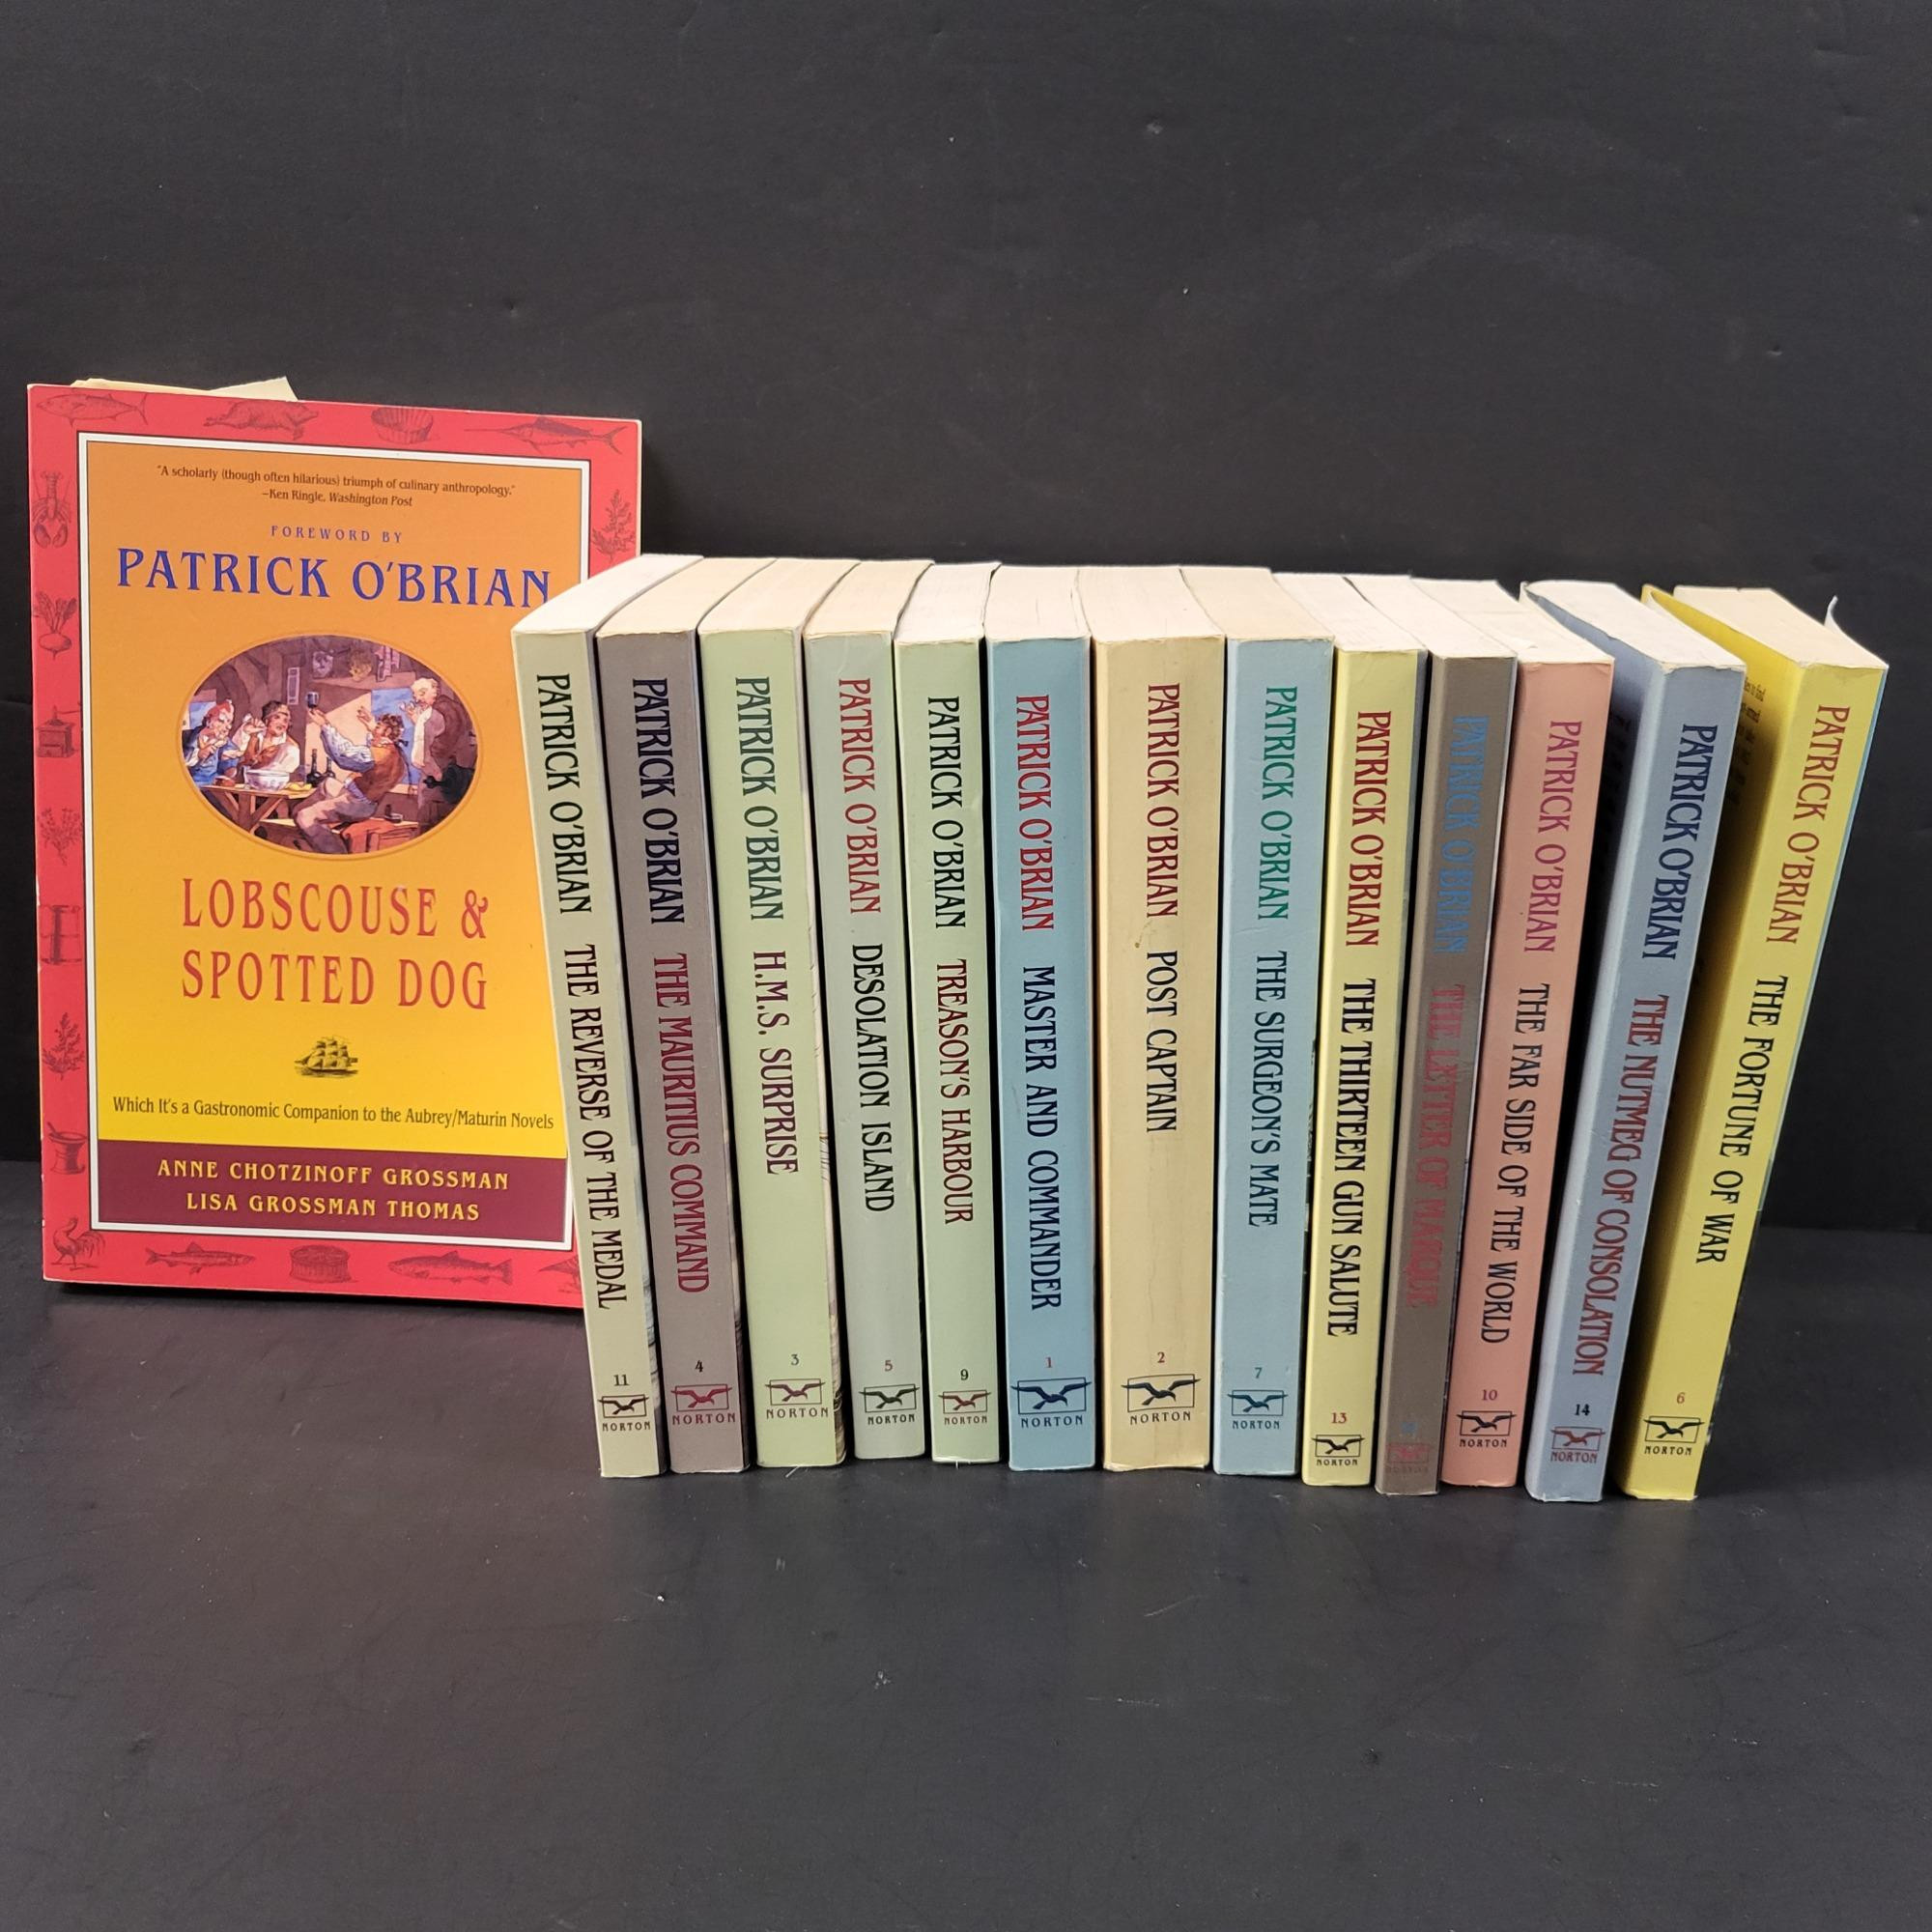 "A scholarly (though often hilarious) triumph of culinary anthropology."
–Ken Ringle, Washington Post
FOREWORD BY
PATRICK O'BRIAN
LOBSCOUSE &
SPOTTED DOG
Which It's a Gastronomic Companion to the Aubrey/Maturin Novels
ANNE CHOTZINOFF GROSSMAN
LISA GROSSMAN THOMAS
PATRICK O'BRIAN THE REVERSE OF THE MEDAL
11
NORTON
PATRICK O'BRIAN THE MAURITIUS COMMAND
4
NORTON
PATRICK O'BRIAN H.M.S. SURPRISE
3
NORTON
PATRICK O'BRIAN DESOLATION ISLAND
5
NORTON
PATRICK O'BRIAN TREASON'S HARBOUR
9
NORTON
PATRICK O'BRIAN MASTER AND COMMANDER
1
NORTON
PATRICK O'BRIAN POST CAPTAIN
2
NORTON
PATRICK O'BRIAN THE SURGEON'S MATE
7
NORTON
PATRICK O'BRIAN THE THIRTEEN GUN SALUTE
13
NORTON
PATRICK O'BRIAN THE LETTER OF MARQUE
NORTON
PATRICK O'BRIAN THE FAR SIDE OF THE WORLD
10
NORTON
PATRICK O'BRIAN THE NUTMEG OF CONSOLATION
14
NORTON
PATRICK O'BRIAN THE FORTUNE OF WAR
6
NORTON